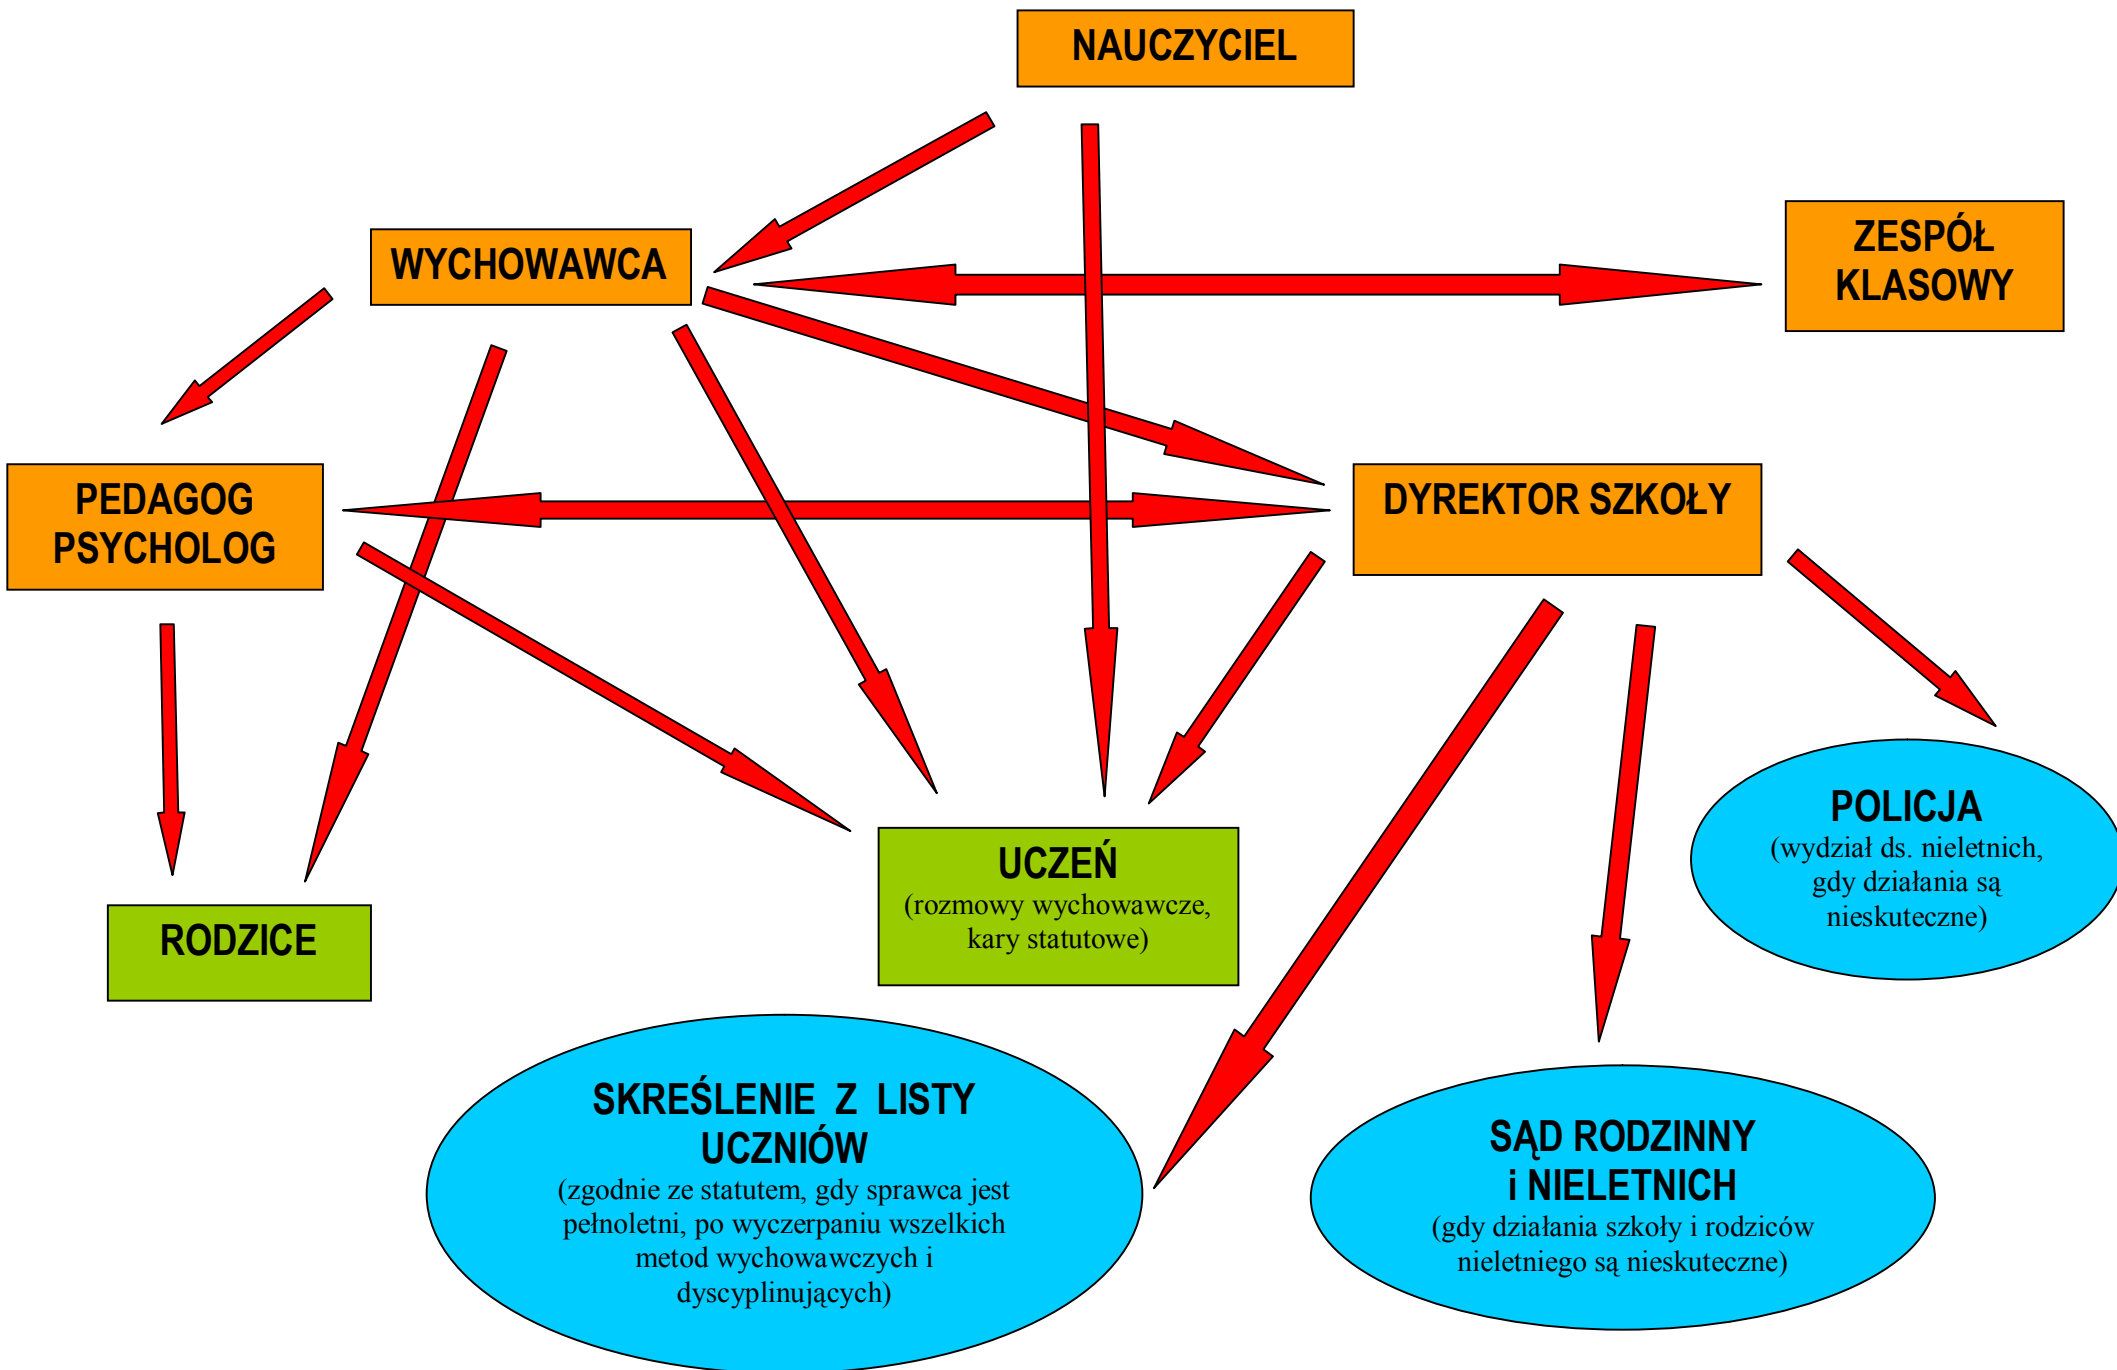 NAUCZYCIEL
WYCHOWAWCA
ZESPÓŁ
KLASOWY
PEDAGOG
PSYCHOLOG
DYREKTOR SZKOŁY
RODZICE
UCZEŃ
(rozmowy wychowawcze,
kary statutowe)
POLICJA
(wydział ds. nieletnich,
gdy działania są
nieskuteczne)
SKREŚLENIE Z LISTY
UCZNIÓW
(zgodnie ze statutem, gdy sprawca jest
pełnoletni, po wyczerpaniu wszelkich
metod wychowawczych i
dyscyplinujących)
SĄD RODZINNY
i NIELETNICH
(gdy działania szkoły i rodziców
nieletniego są nieskuteczne)